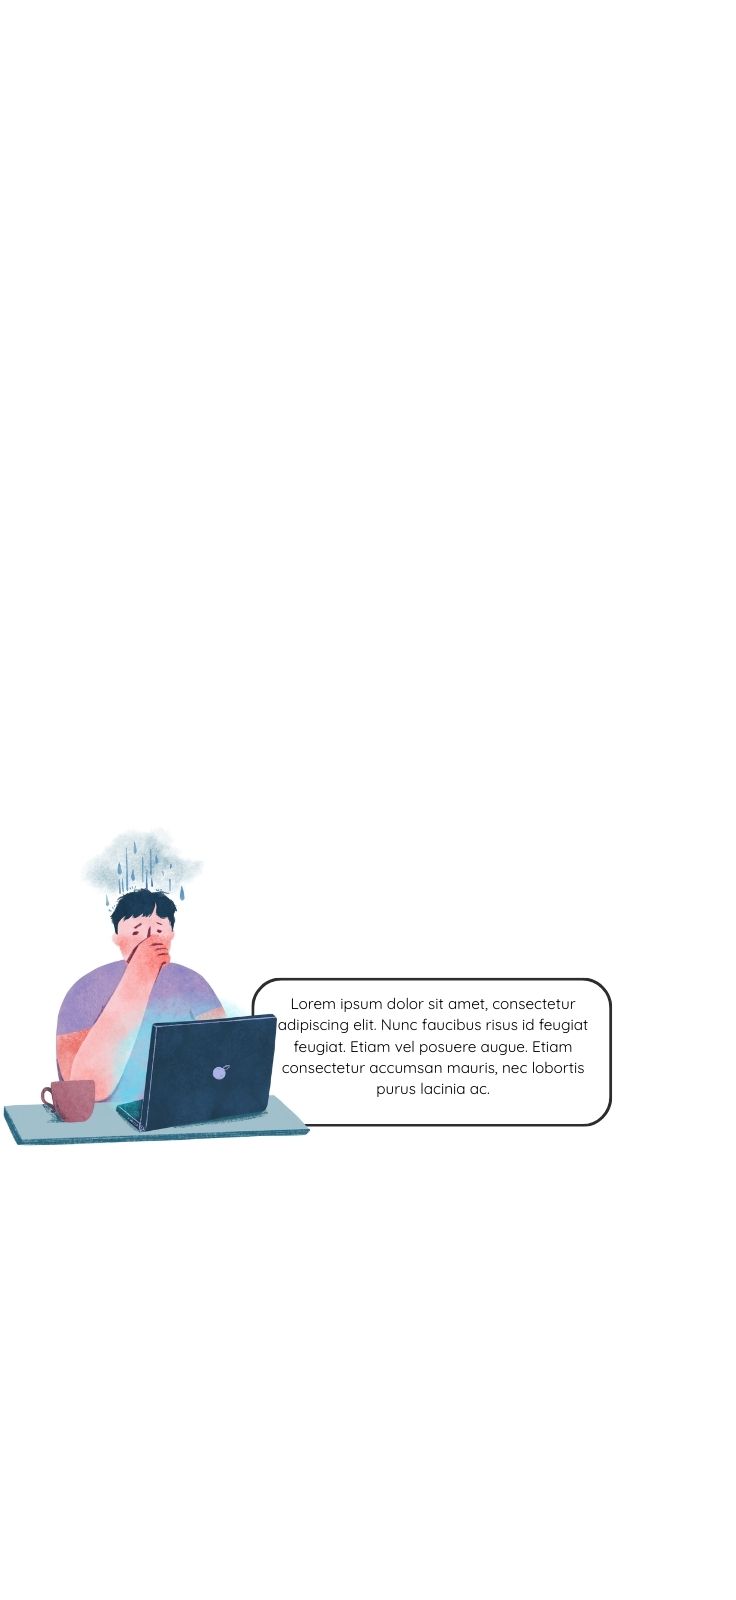 Lorem ipsum dolor sit amet, consectetur
adipiscing elit. Nunc faucibus risus id feugiat
feugiat. Etiam vel posuere augue. Etiam
consectetur accumsan mauris, nec lobortis
purus lacinia ac.